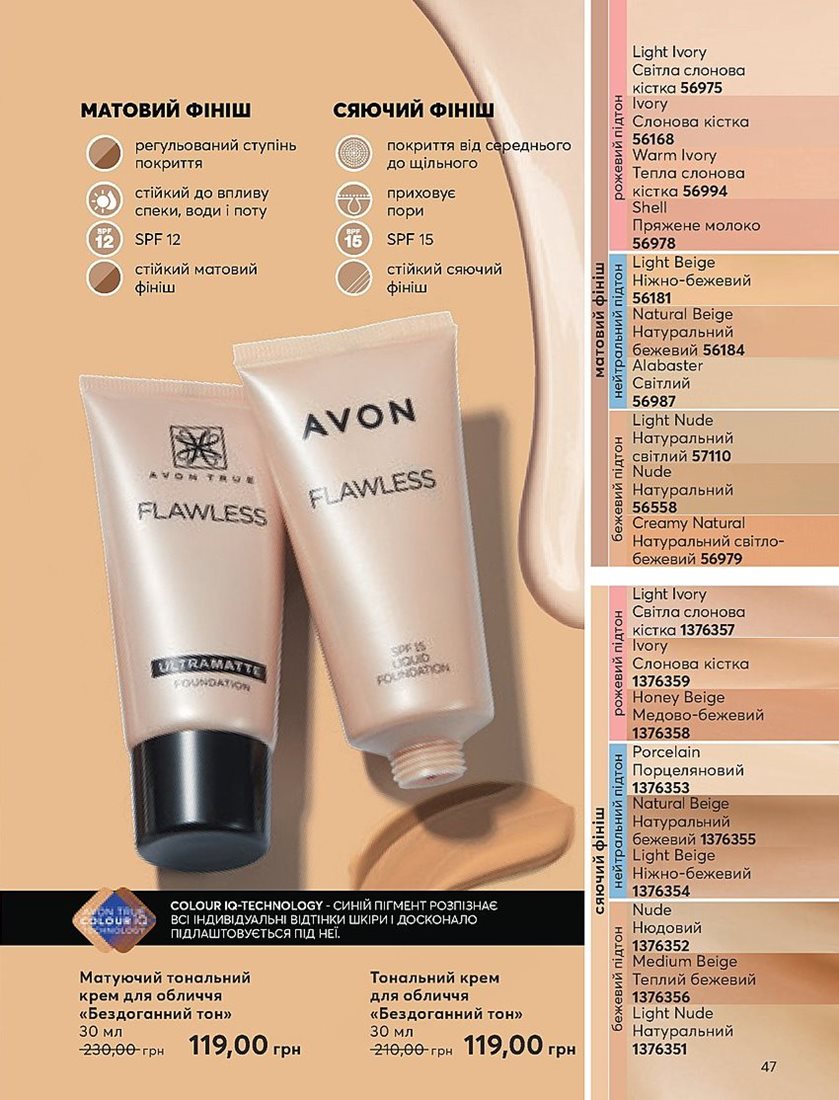 МАТОВИЙ ФІНІШ
регульований ступінь
покриття
стійкий до впливу
спеки, води і поту
SPF
12
SPF 12
стійкий матовий
фініш
СЯЮЧИЙ ФІНІШ
покриття від середнього
до щільного
приховує
пори
SPF
15
SPF 15
стійкий сяючий
фініш
AVON TRUE
FLAWLESS
ULTRAMATTE
FOUNDATION
AVON
FLAWLESS
SPF 15
LIQUID
FOUNDATION
AVON TRUE
COLOUR IQ
TECHNOLOGY
COLOUR IQ-TECHNOLOGY - СИНІЙ ПІГМЕНТ РОЗПІЗНАЄ
ВСІ ІНДИВІДУАЛЬНІ ВІДТІНКИ ШКІРИ І ДОСКОНАЛО
ПІДЛАШТОВУЄТЬСЯ ПІД НЕЇ.
Матуючий тональний
крем для обличчя
«Бездоганний тон»
30 мл
230,00 грн 119,00 грн
Тональний крем
для обличчя
«Бездоганний тон»
30 мл
210,00 грн 119,00 грн
матовий фініш
рожевий підтон
Light Ivory
Світла слонова
кістка 56975
Ivory
Слонова кістка
56168
Warm Ivory
Тепла слонова
кістка 56994
Shell
Пряжене молоко
56978
нейтральний підтон
Light Beige
Ніжно-бежевий
56181
Natural Beige
Натуральний
бежевий 56184
Alabaster
Світлий
56987
бежевий підтон
Light Nude
Натуральний
світлий 57110
Nude
Натуральний
56558
Creamy Natural
Натуральний світло-
бежевий 56979
сяючий фініш
рожевий підтон
Light Ivory
Світла слонова
кістка 1376357
Ivory
Слонова кістка
1376359
Honey Beige
Медово-бежевий
1376358
нейтральний підтон
Porcelain
Порцеляновий
1376353
Natural Beige
Натуральний
бежевий 1376355
Light Beige
Ніжно-бежевий
1376354
бежевий підтон
Nude
Нюдовий
1376352
Medium Beige
Теплий бежевий
1376356
Light Nude
Натуральний
1376351
47